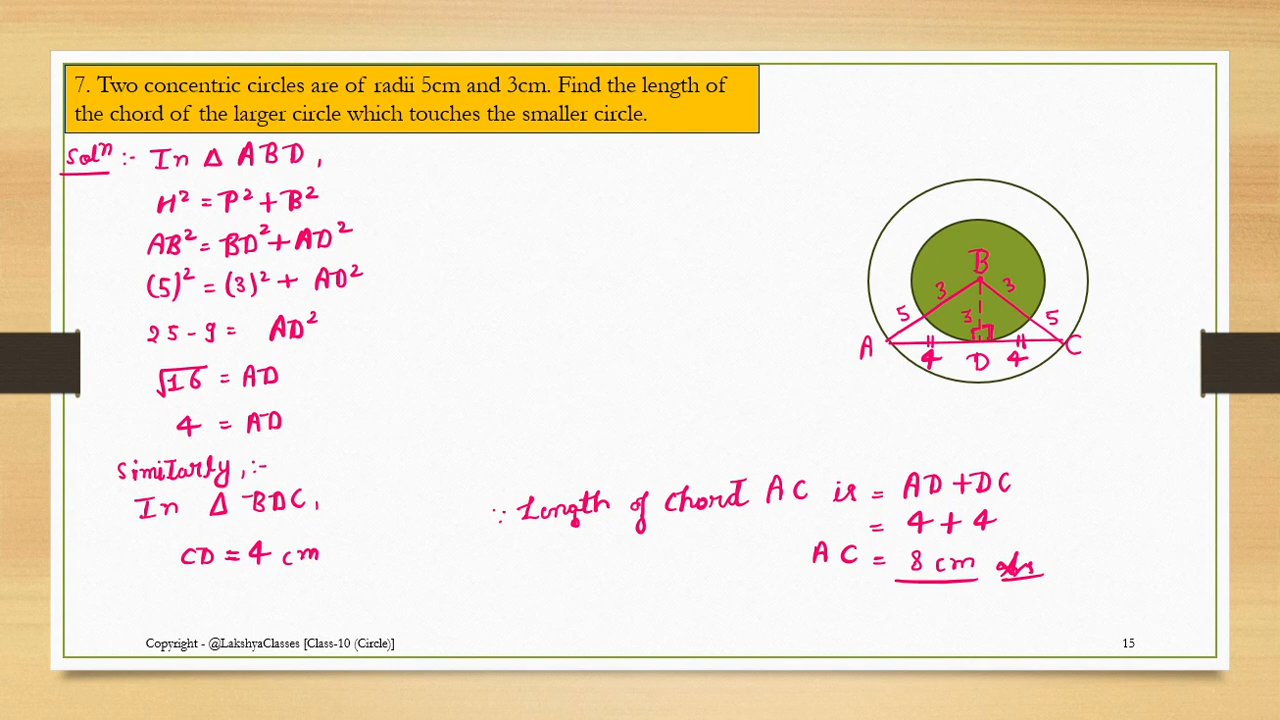 7. Two concentric circles are of radii 5cm and 3cm. Find the length of
the chord of the larger circle which touches the smaller circle.
Solⁿ :- In Δ ABD,
H² = P² + B²
AB² = BD² + AD²
(5)² = (3)² + AD²
25 - 9 = AD²
√16 = AD
4 = AD
Similarly, :-
In Δ BDC,
CD = 4 cm
B
3 3
5 3 5
A C
4 D 4
∵ Length of chord AC is = AD + DC
= 4 + 4
AC = 8 cm Ans
Copyright - @LakshyaClasses [Class-10 (Circle)]
15